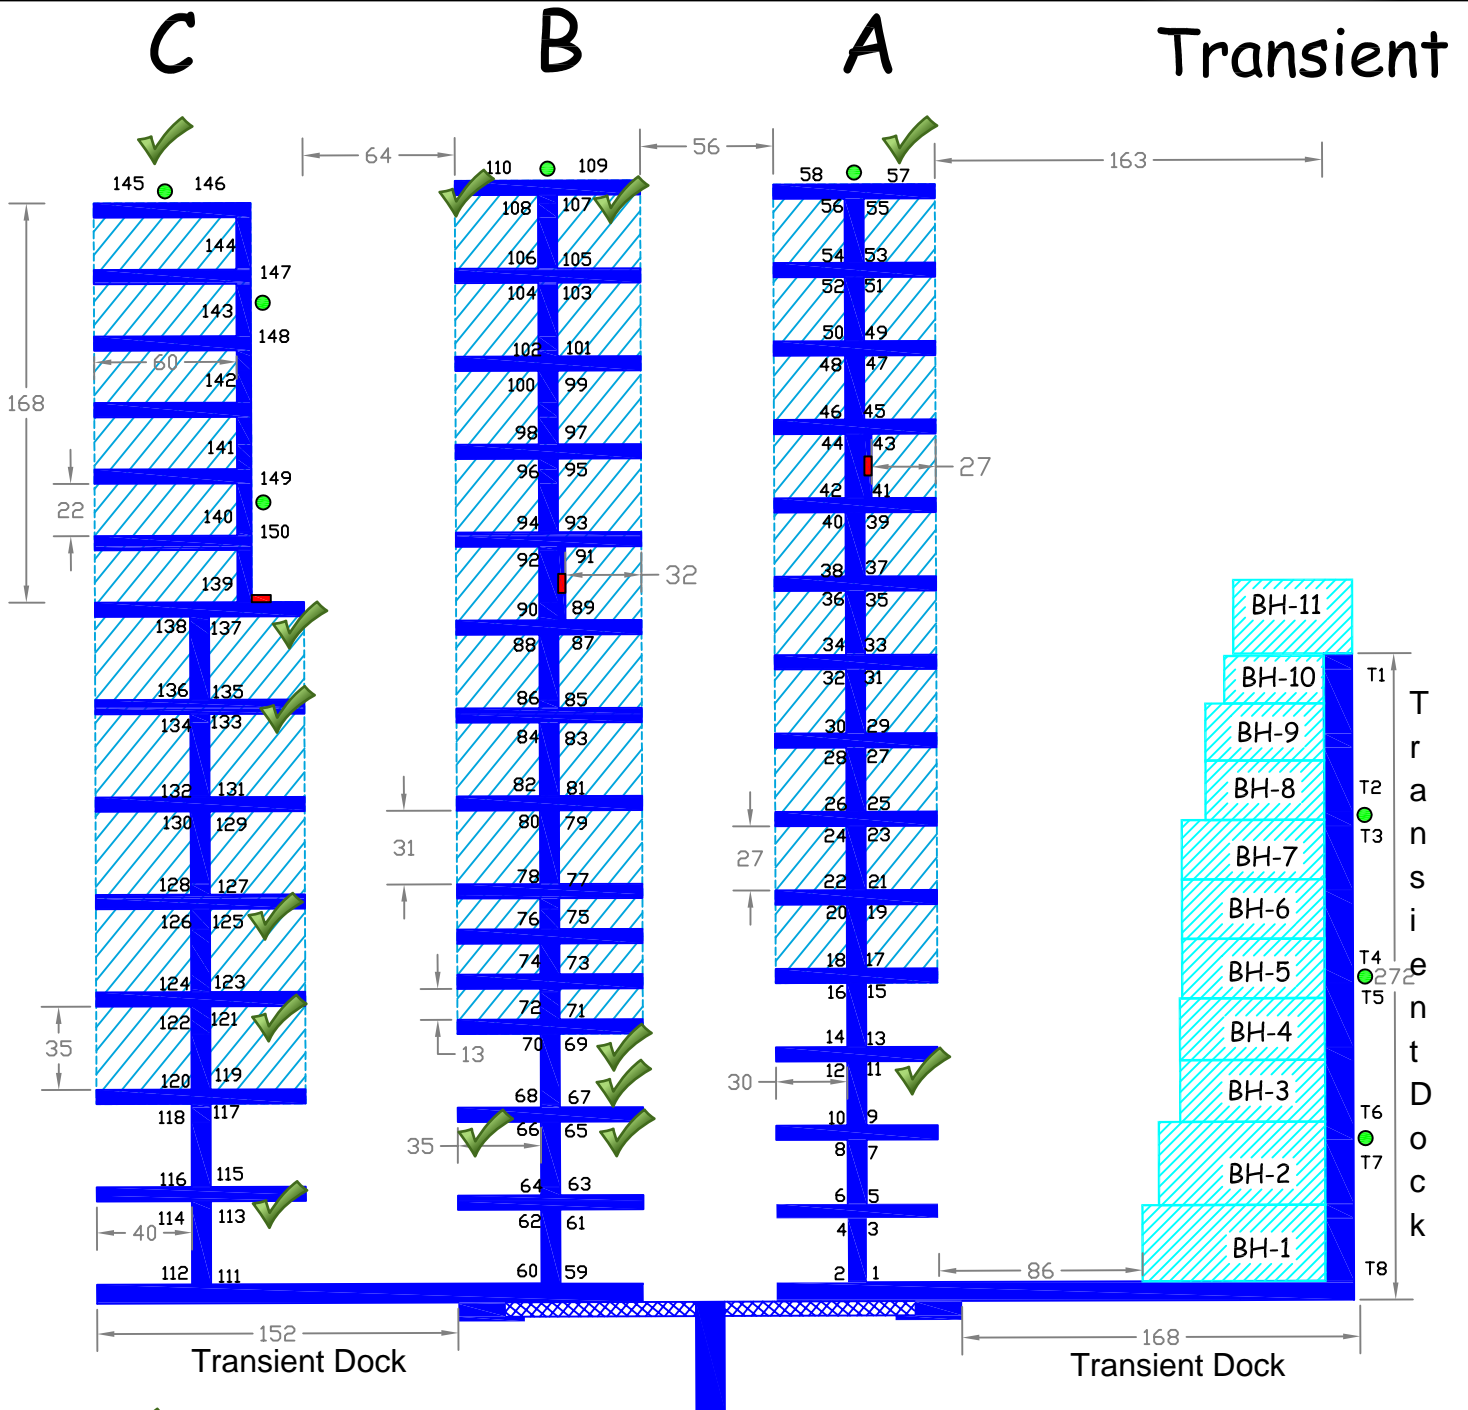 C B A Transient
64 56 163
145 146 110 109 58 57
108 107 56 55
144 106 105 54 53
147 104 103 52 51
143 148 102 101 50 49
60 142 100 99 48 47
168 98 97 46 45
141 96 95 44 43 27
149 42 41
22 140 150 94 93 40 39
139 92 91 32 38 37
90 89 36 35 BH-11
138 137 88 87 34 33
136 135 86 85 32 31 BH-10 T1
134 133 84 83 30 29 BH-9
132 131 82 81 28 27 BH-8 T2
130 129 80 79 26 25 T3
31 27 24 23 BH-7
128 127 78 77 22 21
126 125 76 75 20 19 BH-6
124 123 74 73 18 17 BH-5 T4
272
122 121 72 71 16 15 T5
35 13 70 69 14 13 BH-4
120 119 30 12 11 BH-3
118 117 68 67 10 9 T6
35 66 65 8 7 T7
116 115 64 63 6 5 BH-2
114 113 62 61 4 3
40 BH-1
112 111 60 59 2 1 86 T8
Transient Dock
152 168
Transient Dock Transient Dock